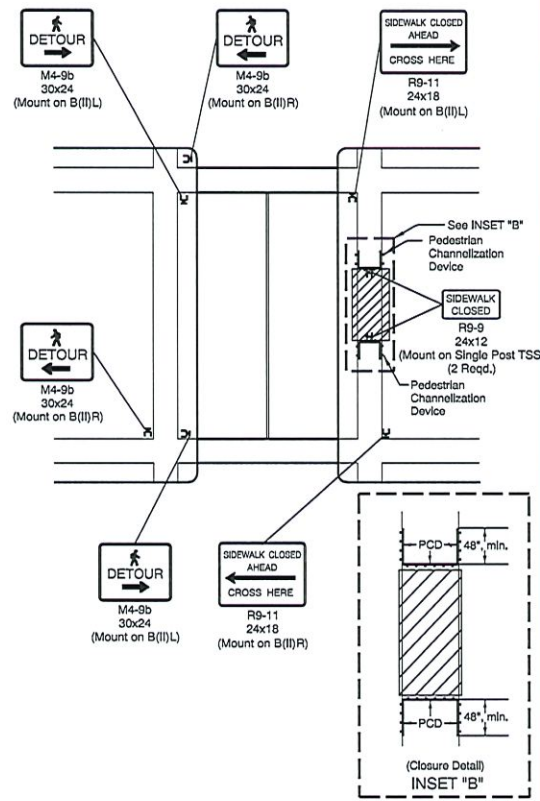 DETOUR
M4-9b
30x24
(Mount on B(II)L)
DETOUR
M4-9b
30x24
(Mount on B(II)R)
SIDEWALK CLOSED
AHEAD
CROSS HERE
R9-11
24x18
(Mount on B(II)L)
See INSET "B"
Pedestrian
Channelization
Device
SIDEWALK
CLOSED
R9-9
24x12
(Mount on Single Post TSS)
(2 Reqd.)
Pedestrian
Channelization
Device
DETOUR
M4-9b
30x24
(Mount on B(II)R)
DETOUR
M4-9b
30x24
(Mount on B(II)L)
SIDEWALK CLOSED
AHEAD
CROSS HERE
R9-11
24x18
(Mount on B(II)R)
PCD
48", min.
PCD
48", min.
(Closure Detail)
INSET "B"